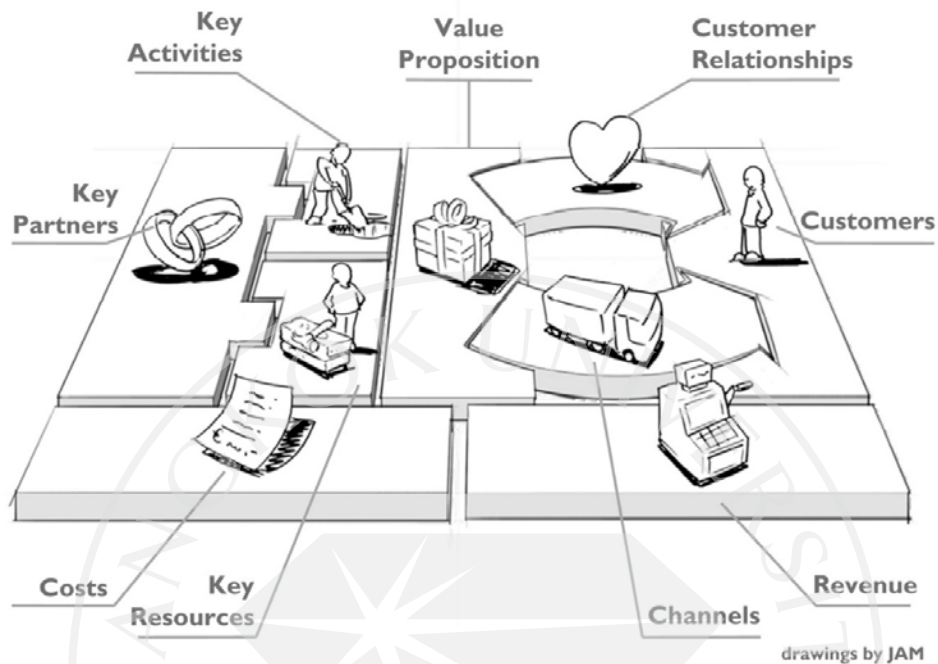 Key
Activities
Value
Proposition
Customer
Relationships
Key
Partners
Customers
Costs
Key
Resources
Channels
Revenue
drawings by JAM